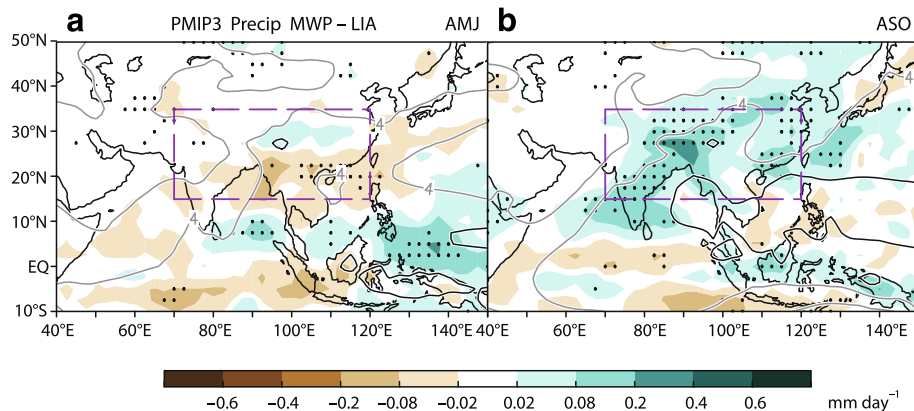 a PMIP3 Precip MWP – LIA AMJ b ASO
50°N
40°N
30°N
20°N
10°N
EQ
10°S
4
4
4
4
4
4
4
40°E 60°E 80°E 100°E 120°E 140°E 40°E 60°E 80°E 100°E 120°E 140°E
−0.6 −0.4 −0.2 −0.08 −0.02 0.02 0.08 0.2 0.4 0.6 mm day⁻¹